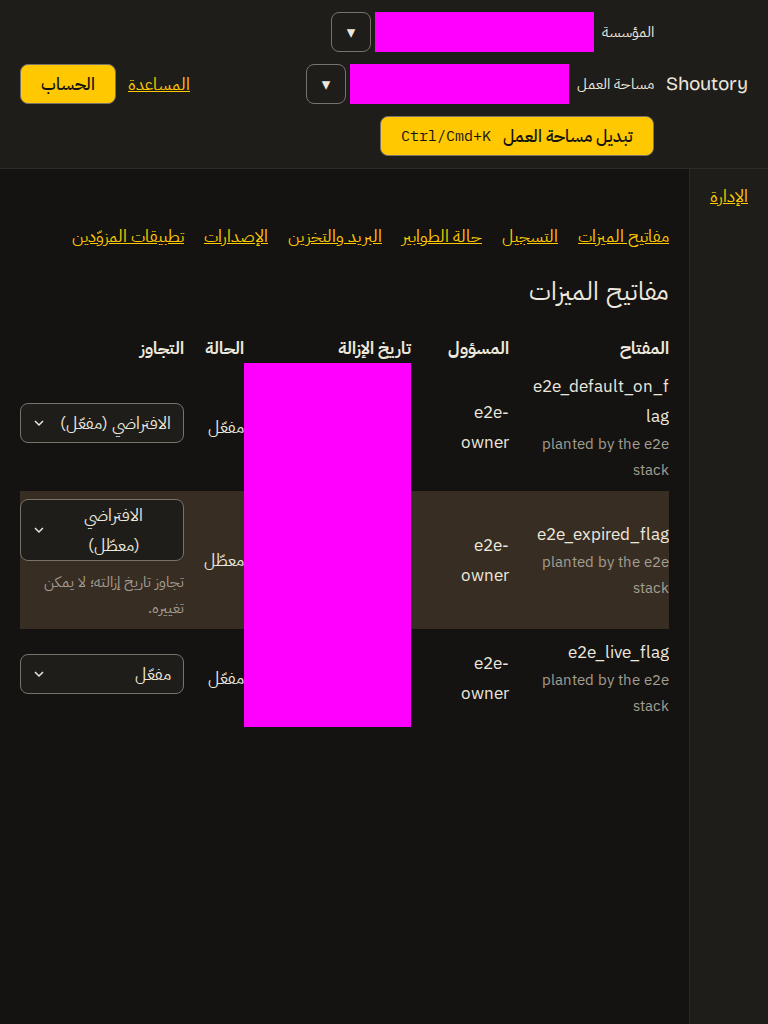 المؤسسة
▼
Shoutory
مساحة العمل
▼
المساعدة
الحساب
تبديل مساحة العمل Ctrl/Cmd+K
الإدارة
مفاتيح الميزات
التسجيل
حالة الطوابير
البريد والتخزين
الإصدارات
تطبيقات المزوّدين
مفاتيح الميزات
المفتاح
المسؤول
تاريخ الإزالة
الحالة
التجاوز
e2e_default_on_f
lag
planted by the e2e
stack
e2e-
owner
مفعّل
الافتراضي (مفعّل)
e2e_expired_flag
planted by the e2e
stack
e2e-
owner
معطّل
الافتراضي
(معطّل)
تجاوز تاريخ إزالته؛ لا يمكن
تغييره.
e2e_live_flag
planted by the e2e
stack
e2e-
owner
مفعّل
مفعّل